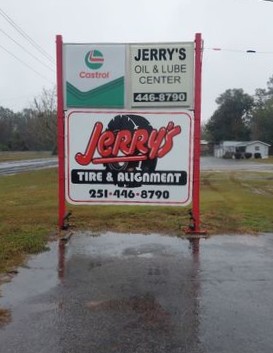 Castrol
JERRY'S
OIL & LUBE
CENTER
446-8790
JERRY'S
TIRE & ALIGNMENT
251•446•8790